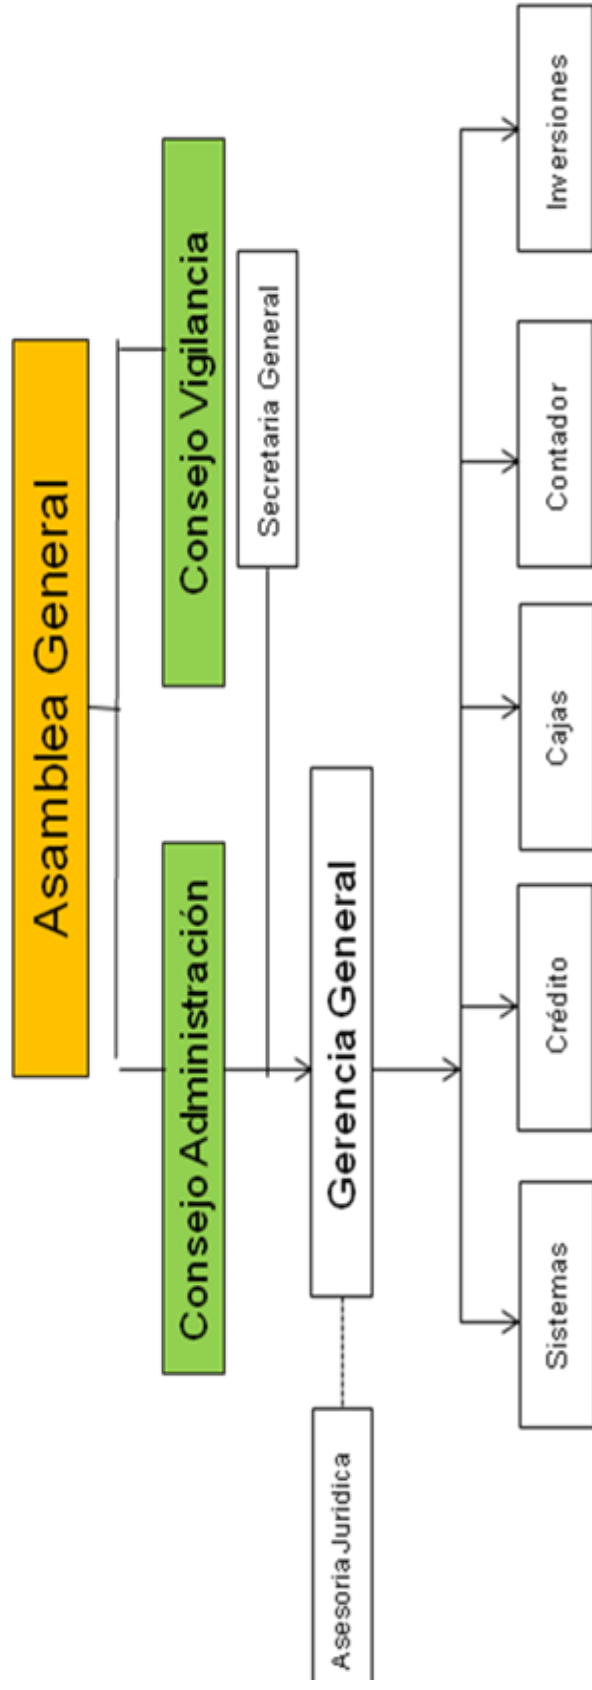 Asamblea General
Consejo Administración
Consejo Vigilancia
Secretaria General
Asesoria Juridica
Gerencia General
Sistemas
Crédito
Cajas
Contador
Inversiones